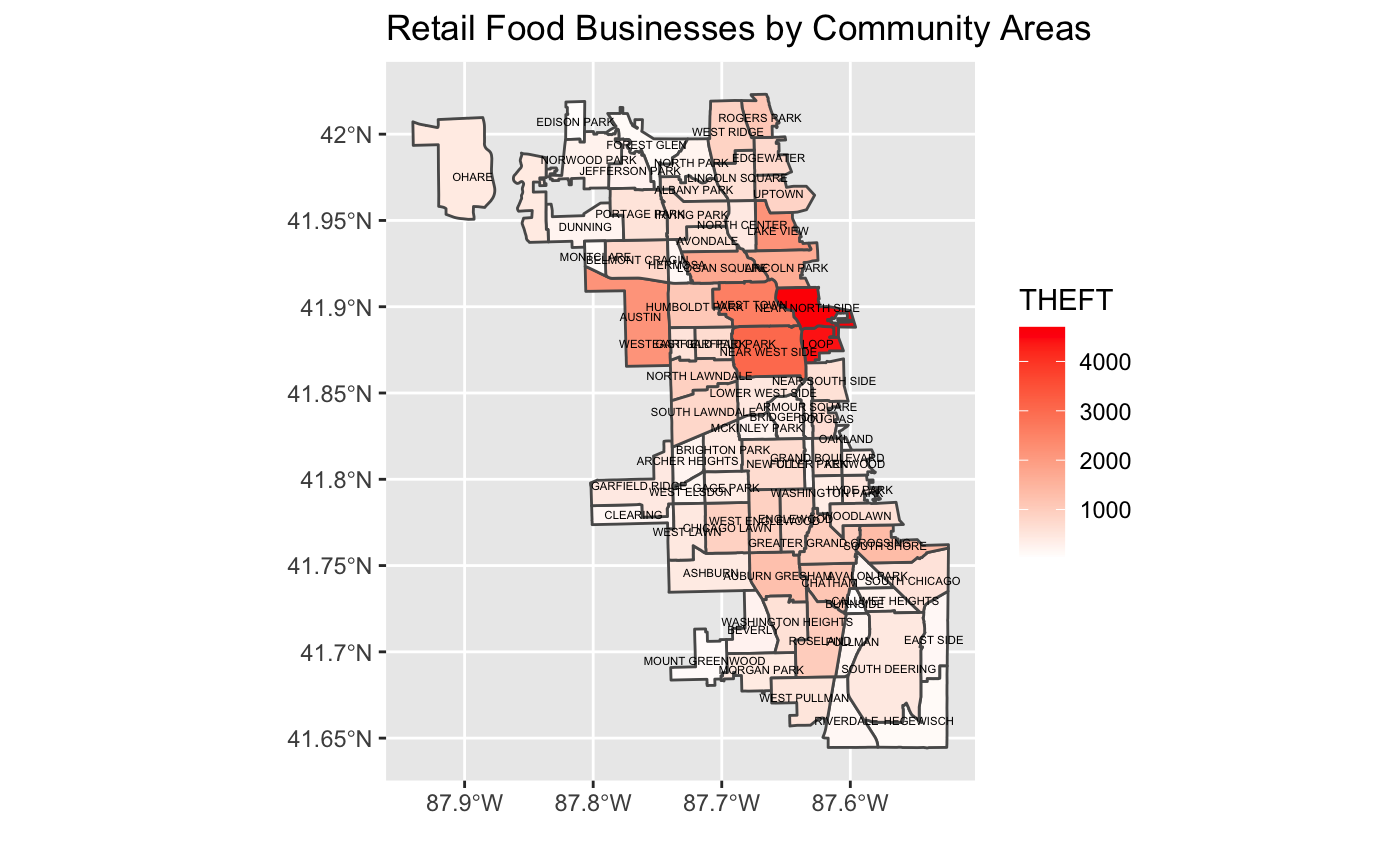 Retail Food Businesses by Community Areas
42°N
41.95°N
41.9°N
41.85°N
41.8°N
41.75°N
41.7°N
41.65°N
87.9°W
87.8°W
87.7°W
87.6°W
THEFT
4000
3000
2000
1000
ROGERS PARK
EDISON PARK
WEST RIDGE
FOREST GLEN
NORWOOD PARK
EDGEWATER
NORTH PARK
JEFFERSON PARK
OHARE
LINCOLN SQUARE
ALBANY PARK
UPTOWN
PORTAGE PARK
IRVING PARK
DUNNING
NORTH CENTER
LAKE VIEW
AVONDALE
MONTCLARE
BELMONT CRAGIN
HERMOSA
LOGAN SQUARE
LINCOLN PARK
HUMBOLDT PARK
WEST TOWN
NEAR NORTH SIDE
AUSTIN
WEST GARFIELD PARK
EAST GARFIELD PARK
LOOP
NEAR WEST SIDE
NORTH LAWNDALE
NEAR SOUTH SIDE
LOWER WEST SIDE
SOUTH LAWNDALE
ARMOUR SQUARE
BRIDGEPORT
DOUGLAS
MCKINLEY PARK
OAKLAND
BRIGHTON PARK
GRAND BOULEVARD
ARCHER HEIGHTS
NEW CITY
FULLER PARK
KENWOOD
GARFIELD RIDGE
GAGE PARK
WEST ELSDON
WASHINGTON PARK
HYDE PARK
CLEARING
WOODLAWN
WEST ENGLEWOOD
ENGLEWOOD
CHICAGO LAWN
WEST LAWN
GREATER GRAND CROSSING
SOUTH SHORE
ASHBURN
AUBURN GRESHAM
AVALON PARK
CHATHAM
SOUTH CHICAGO
CALUMET HEIGHTS
BURNSIDE
WASHINGTON HEIGHTS
BEVERLY
ROSELAND
PULLMAN
EAST SIDE
MOUNT GREENWOOD
MORGAN PARK
SOUTH DEERING
WEST PULLMAN
RIVERDALE
HEGEWISCH